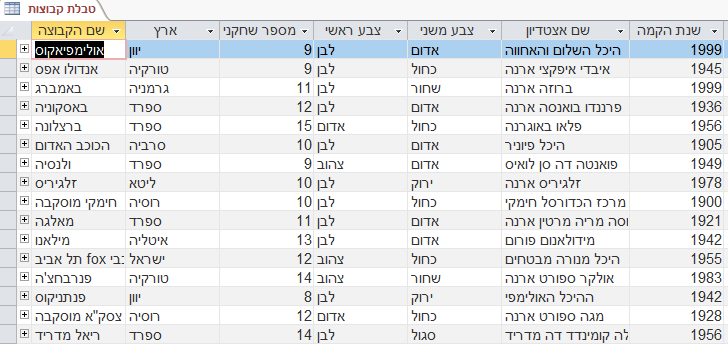 טבלת קבוצות
שם הקבוצה ארץ מספר שחקני צבע ראשי צבע משני שם אצטדיון שנת הקמה
אולימפיאקוס יוון 9 לבן אדום היכל השלום והאחווה 1999
אנדולו אפס טורקיה 9 לבן כחול איבדי איפקצי ארנה 1945
באמברג גרמניה 11 לבן שחור ברוזה ארנה 1999
באסקוניה ספרד 12 לבן אדום פרננדו בואנסה ארנה 1936
ברצלונה ספרד 15 אדום כחול פלאו באוגרנה 1956
הכוכב האדום סרביה 10 לבן אדום היכל פיוניר 1905
ולנסיה ספרד 9 צהוב אדום פואנטה דה סן לואיס 1949
זלגיריס ליטא 10 לבן ירוק זלגיריס ארנה 1978
חימקי מוסקבה רוסיה 10 לבן כחול מרכז הכדורסל חימקי 1900
מאלגה ספרד 11 לבן אדום וסה מריה מרטין ארנה 1921
מילאנו איטליה 13 לבן אדום מידולאנום פורום 1942
כבי fox תל אביב ישראל 12 צהוב כחול היכל מנורה מבטחים 1955
פנרבחצ'ה טורקיה 14 צהוב שחור אולקר ספורט ארנה 1983
פנתניקוס יוון 8 לבן ירוק ההיכל האולימפי 1942
צסק"א מוסקבה רוסיה 12 אדום כחול מגה ספורט ארנה 1928
ריאל מדריד ספרד 14 לבן סגול לה קומינדד דה מדריד 1956